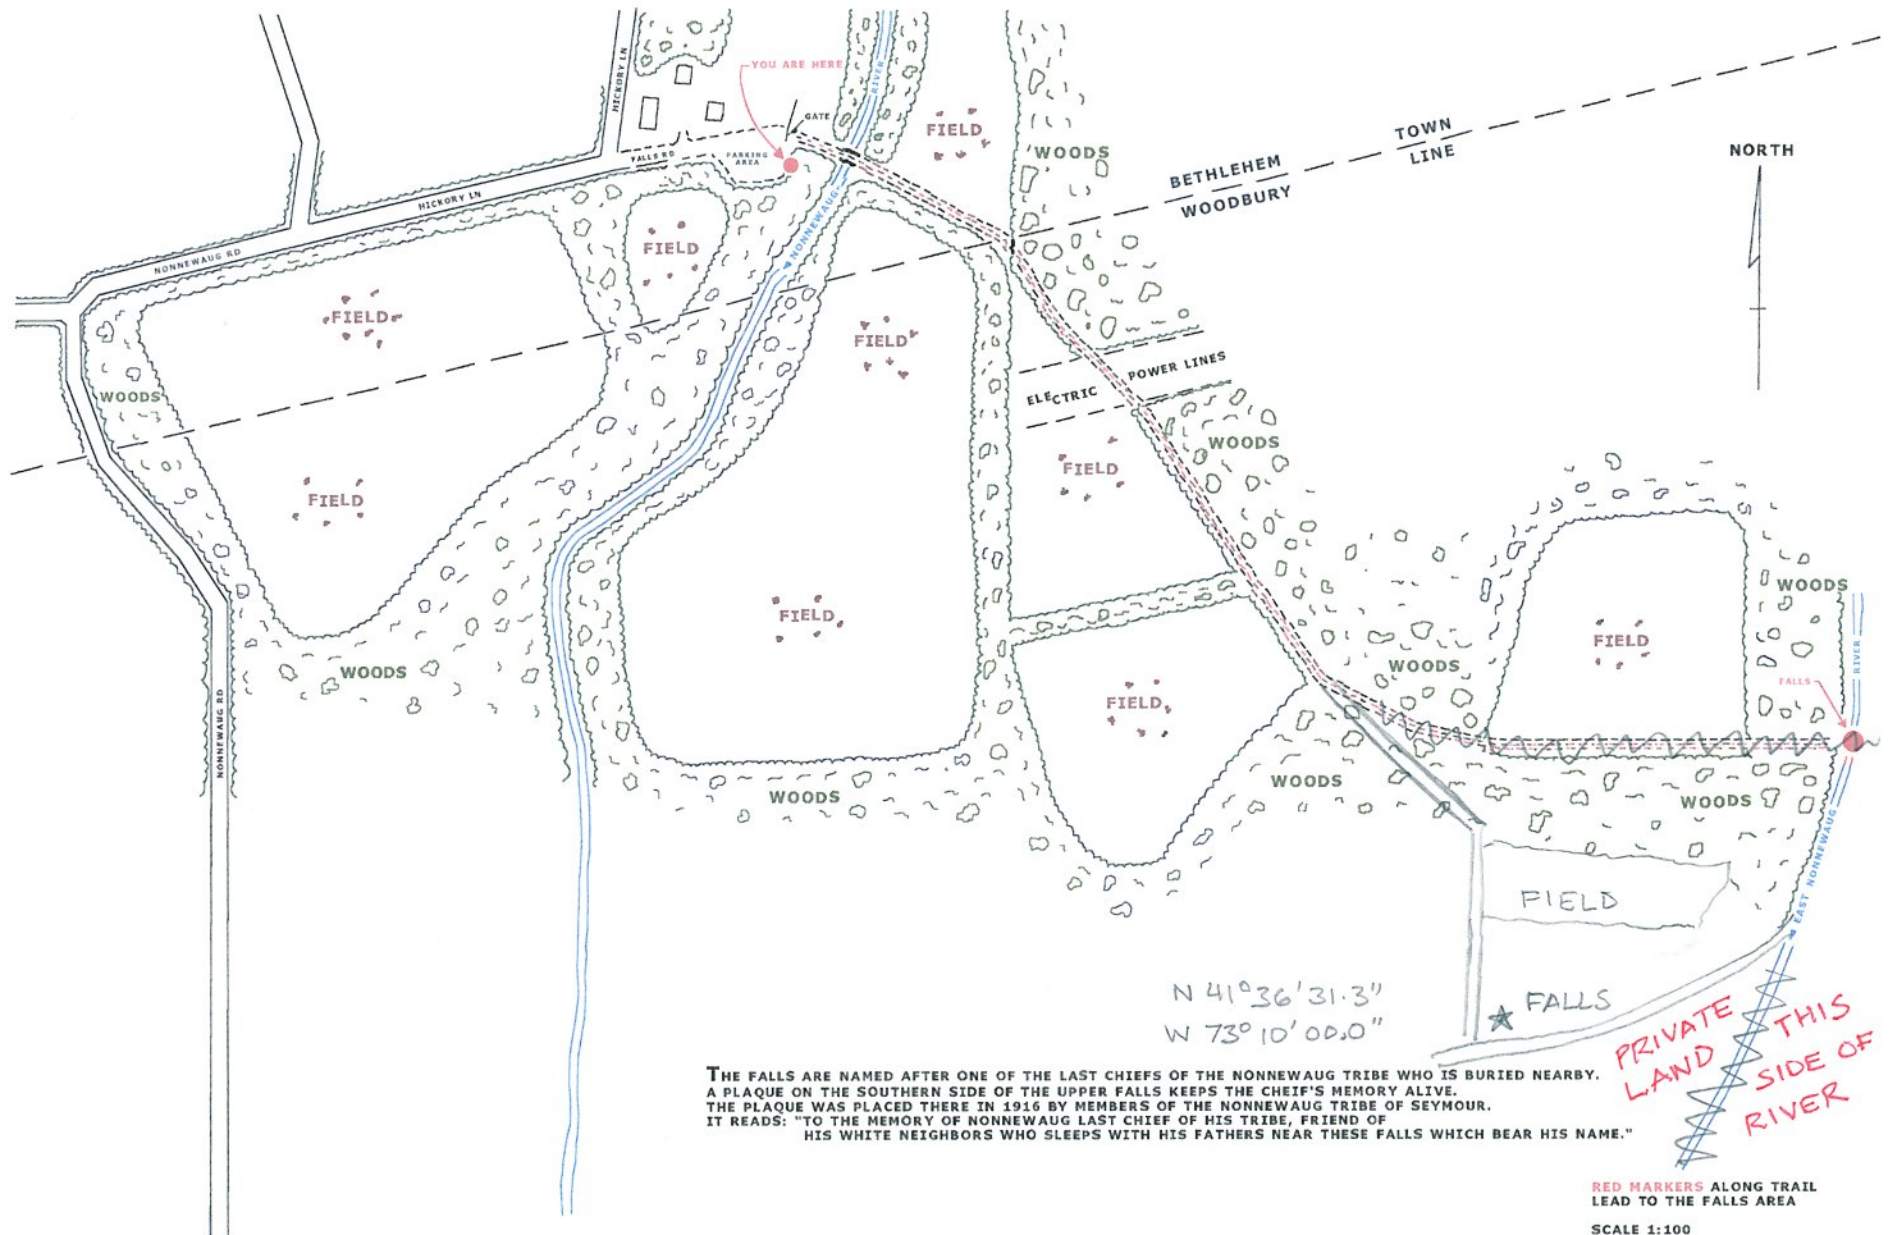 HICKORY LN
YOU ARE HERE
RIVER
GATE
FIELD
WOODS
TOWN
LINE
BETHLEHEM
WOODBURY
NORTH
FALLS RD
PARKING
AREA
HICKORY LN
NONNEWAUG
FIELD
NONNEWAUG RD
FIELD
FIELD
WOODS
ELECTRIC POWER LINES
WOODS
FIELD
FIELD
WOODS
FIELD
FIELD
RIVER
WOODS
WOODS
FALLS
FIELD
NONNEWAUG RD
WOODS
WOODS
WOODS
EAST NONNEWAUG
FIELD
N 41°36'31.3"
W 73°10'00.0"
FALLS
PRIVATE
LAND
THIS
SIDE OF
RIVER
THE FALLS ARE NAMED AFTER ONE OF THE LAST CHIEFS OF THE NONNEWAUG TRIBE WHO IS BURIED NEARBY.
A PLAQUE ON THE SOUTHERN SIDE OF THE UPPER FALLS KEEPS THE CHEIF'S MEMORY ALIVE.
THE PLAQUE WAS PLACED THERE IN 1916 BY MEMBERS OF THE NONNEWAUG TRIBE OF SEYMOUR.
IT READS: "TO THE MEMORY OF NONNEWAUG LAST CHIEF OF HIS TRIBE, FRIEND OF
HIS WHITE NEIGHBORS WHO SLEEPS WITH HIS FATHERS NEAR THESE FALLS WHICH BEAR HIS NAME."
RED MARKERS ALONG TRAIL
LEAD TO THE FALLS AREA
SCALE 1:100